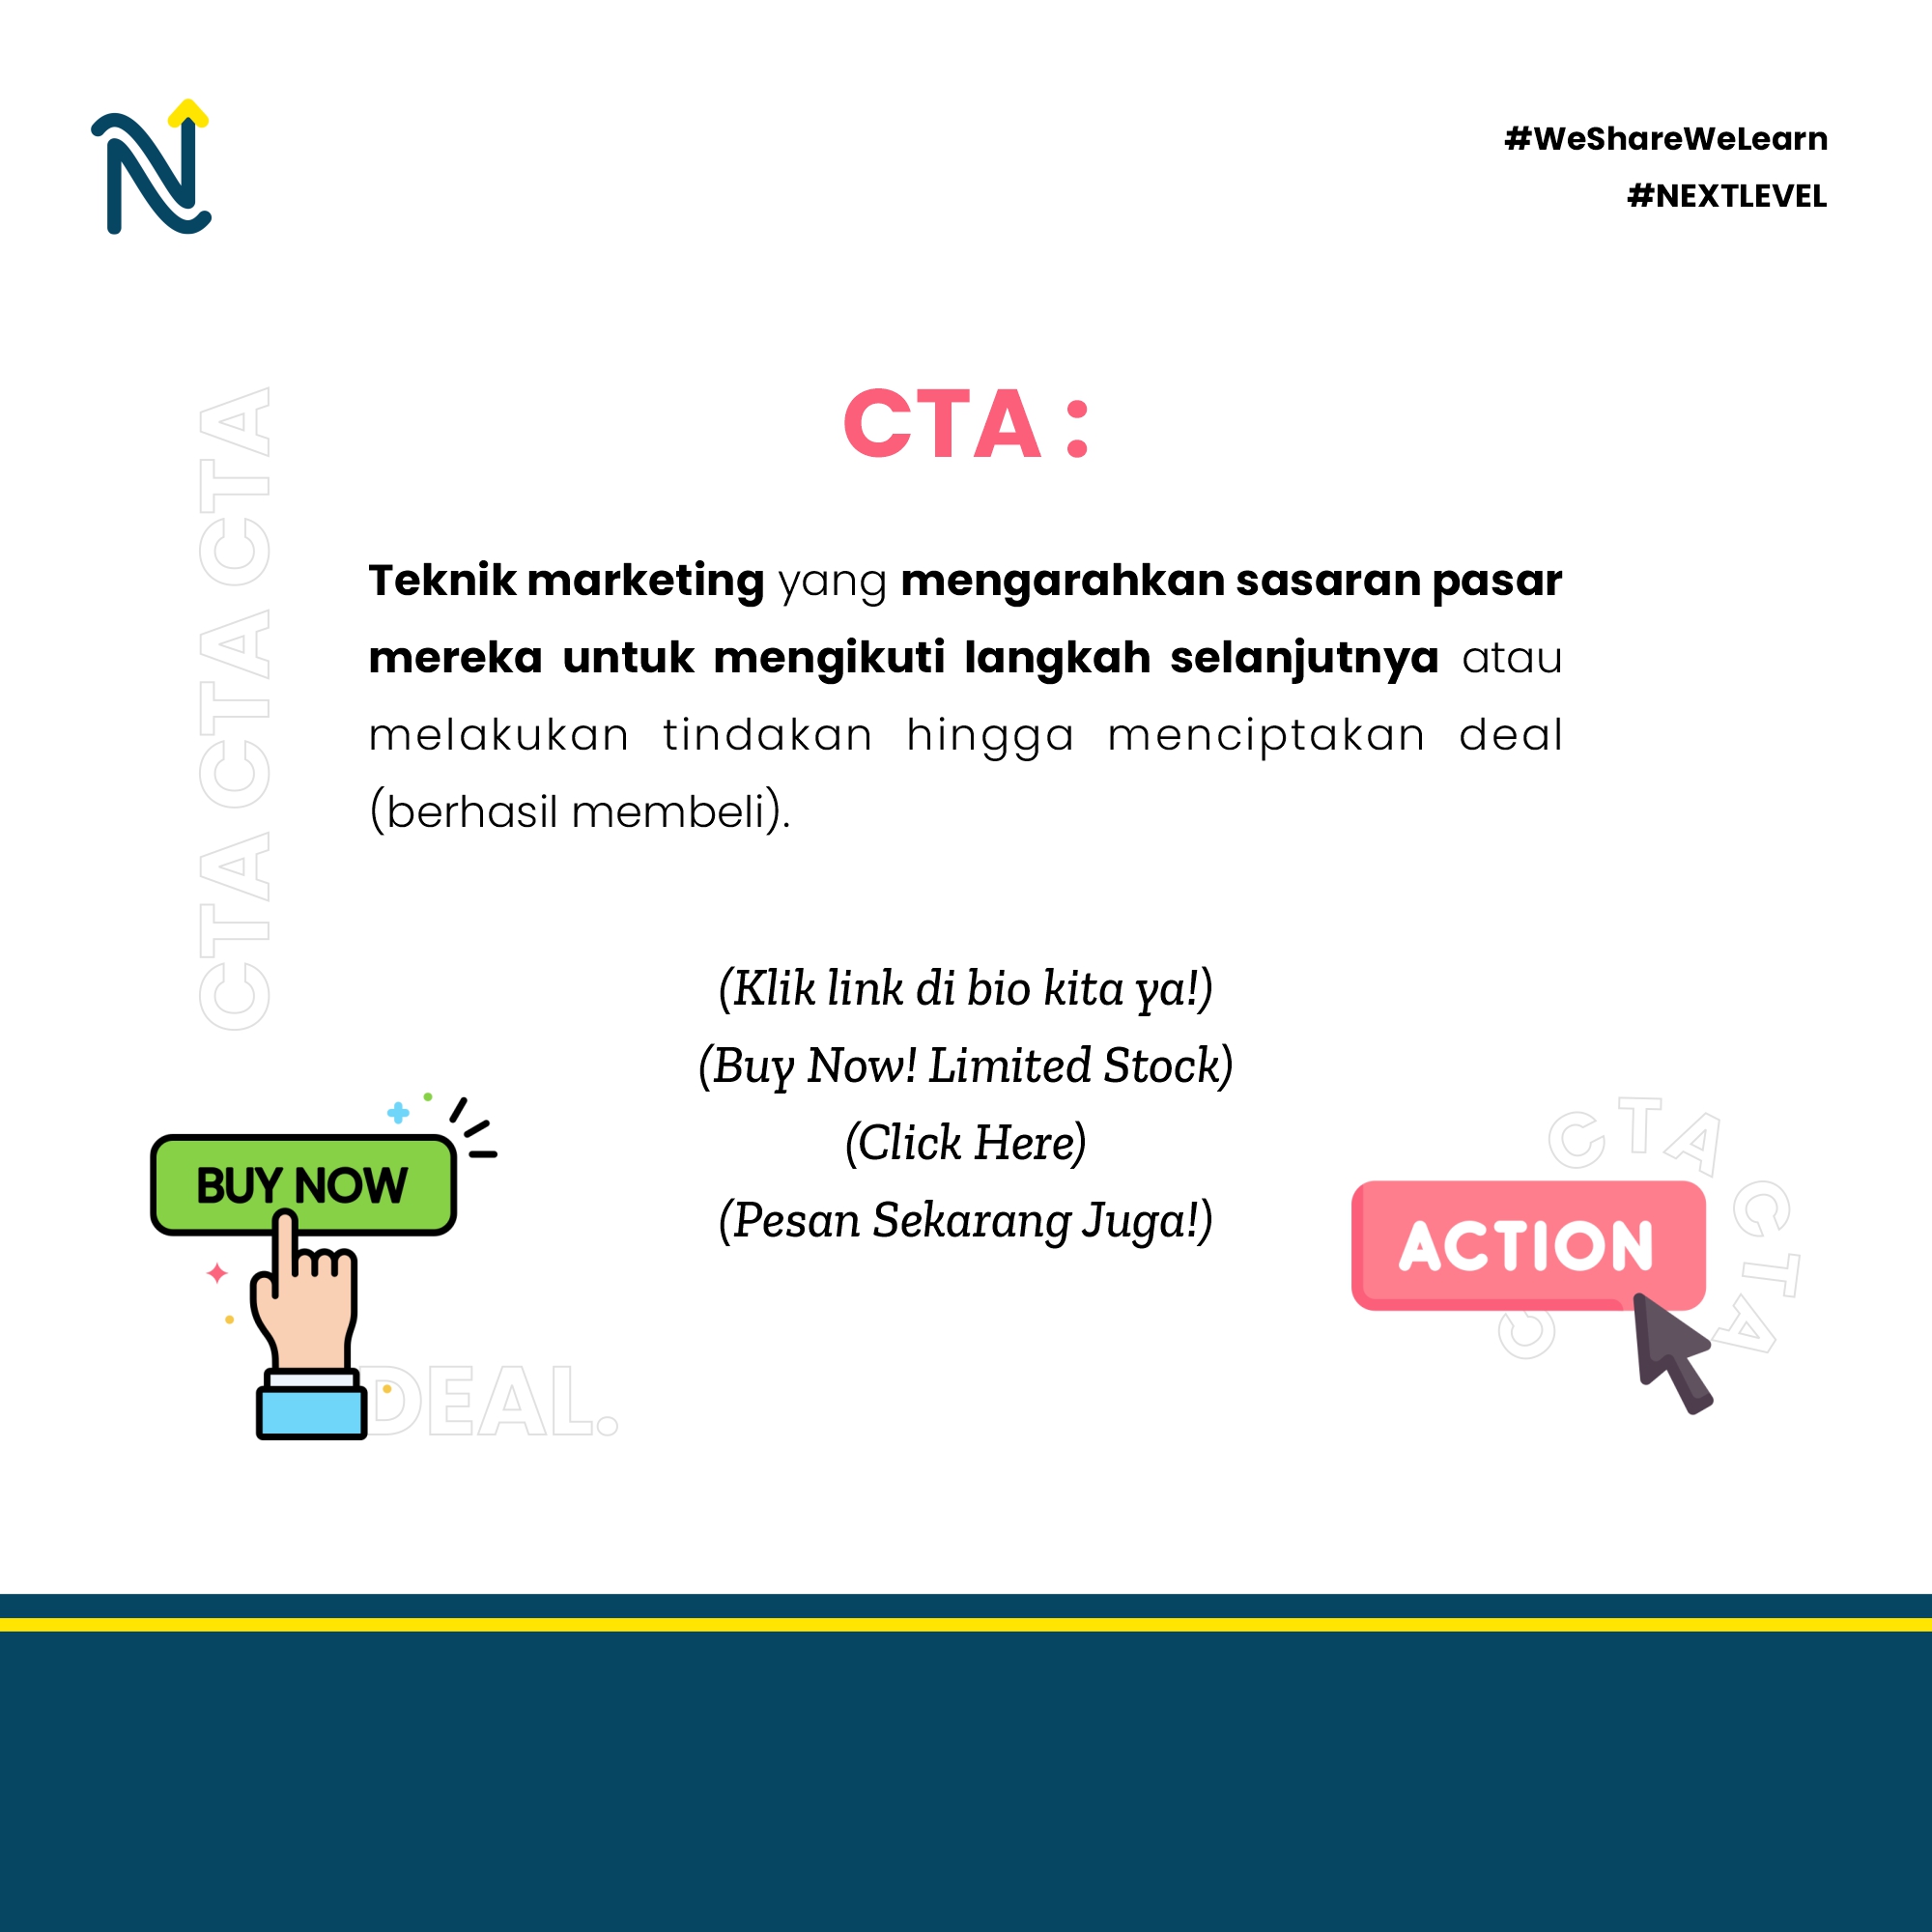 #WeShareWeLearn
#NEXTLEVEL
CTA :
CTA CTA CTA
Teknik marketing yang mengarahkan sasaran pasar
mereka untuk mengikuti langkah selanjutnya atau
melakukan tindakan hingga menciptakan deal
(berhasil membeli).
(Klik link di bio kita ya!)
(Buy Now! Limited Stock)
(Click Here)
(Pesan Sekarang Juga!)
BUY NOW
DEAL.
CTA CTA C
ACTION